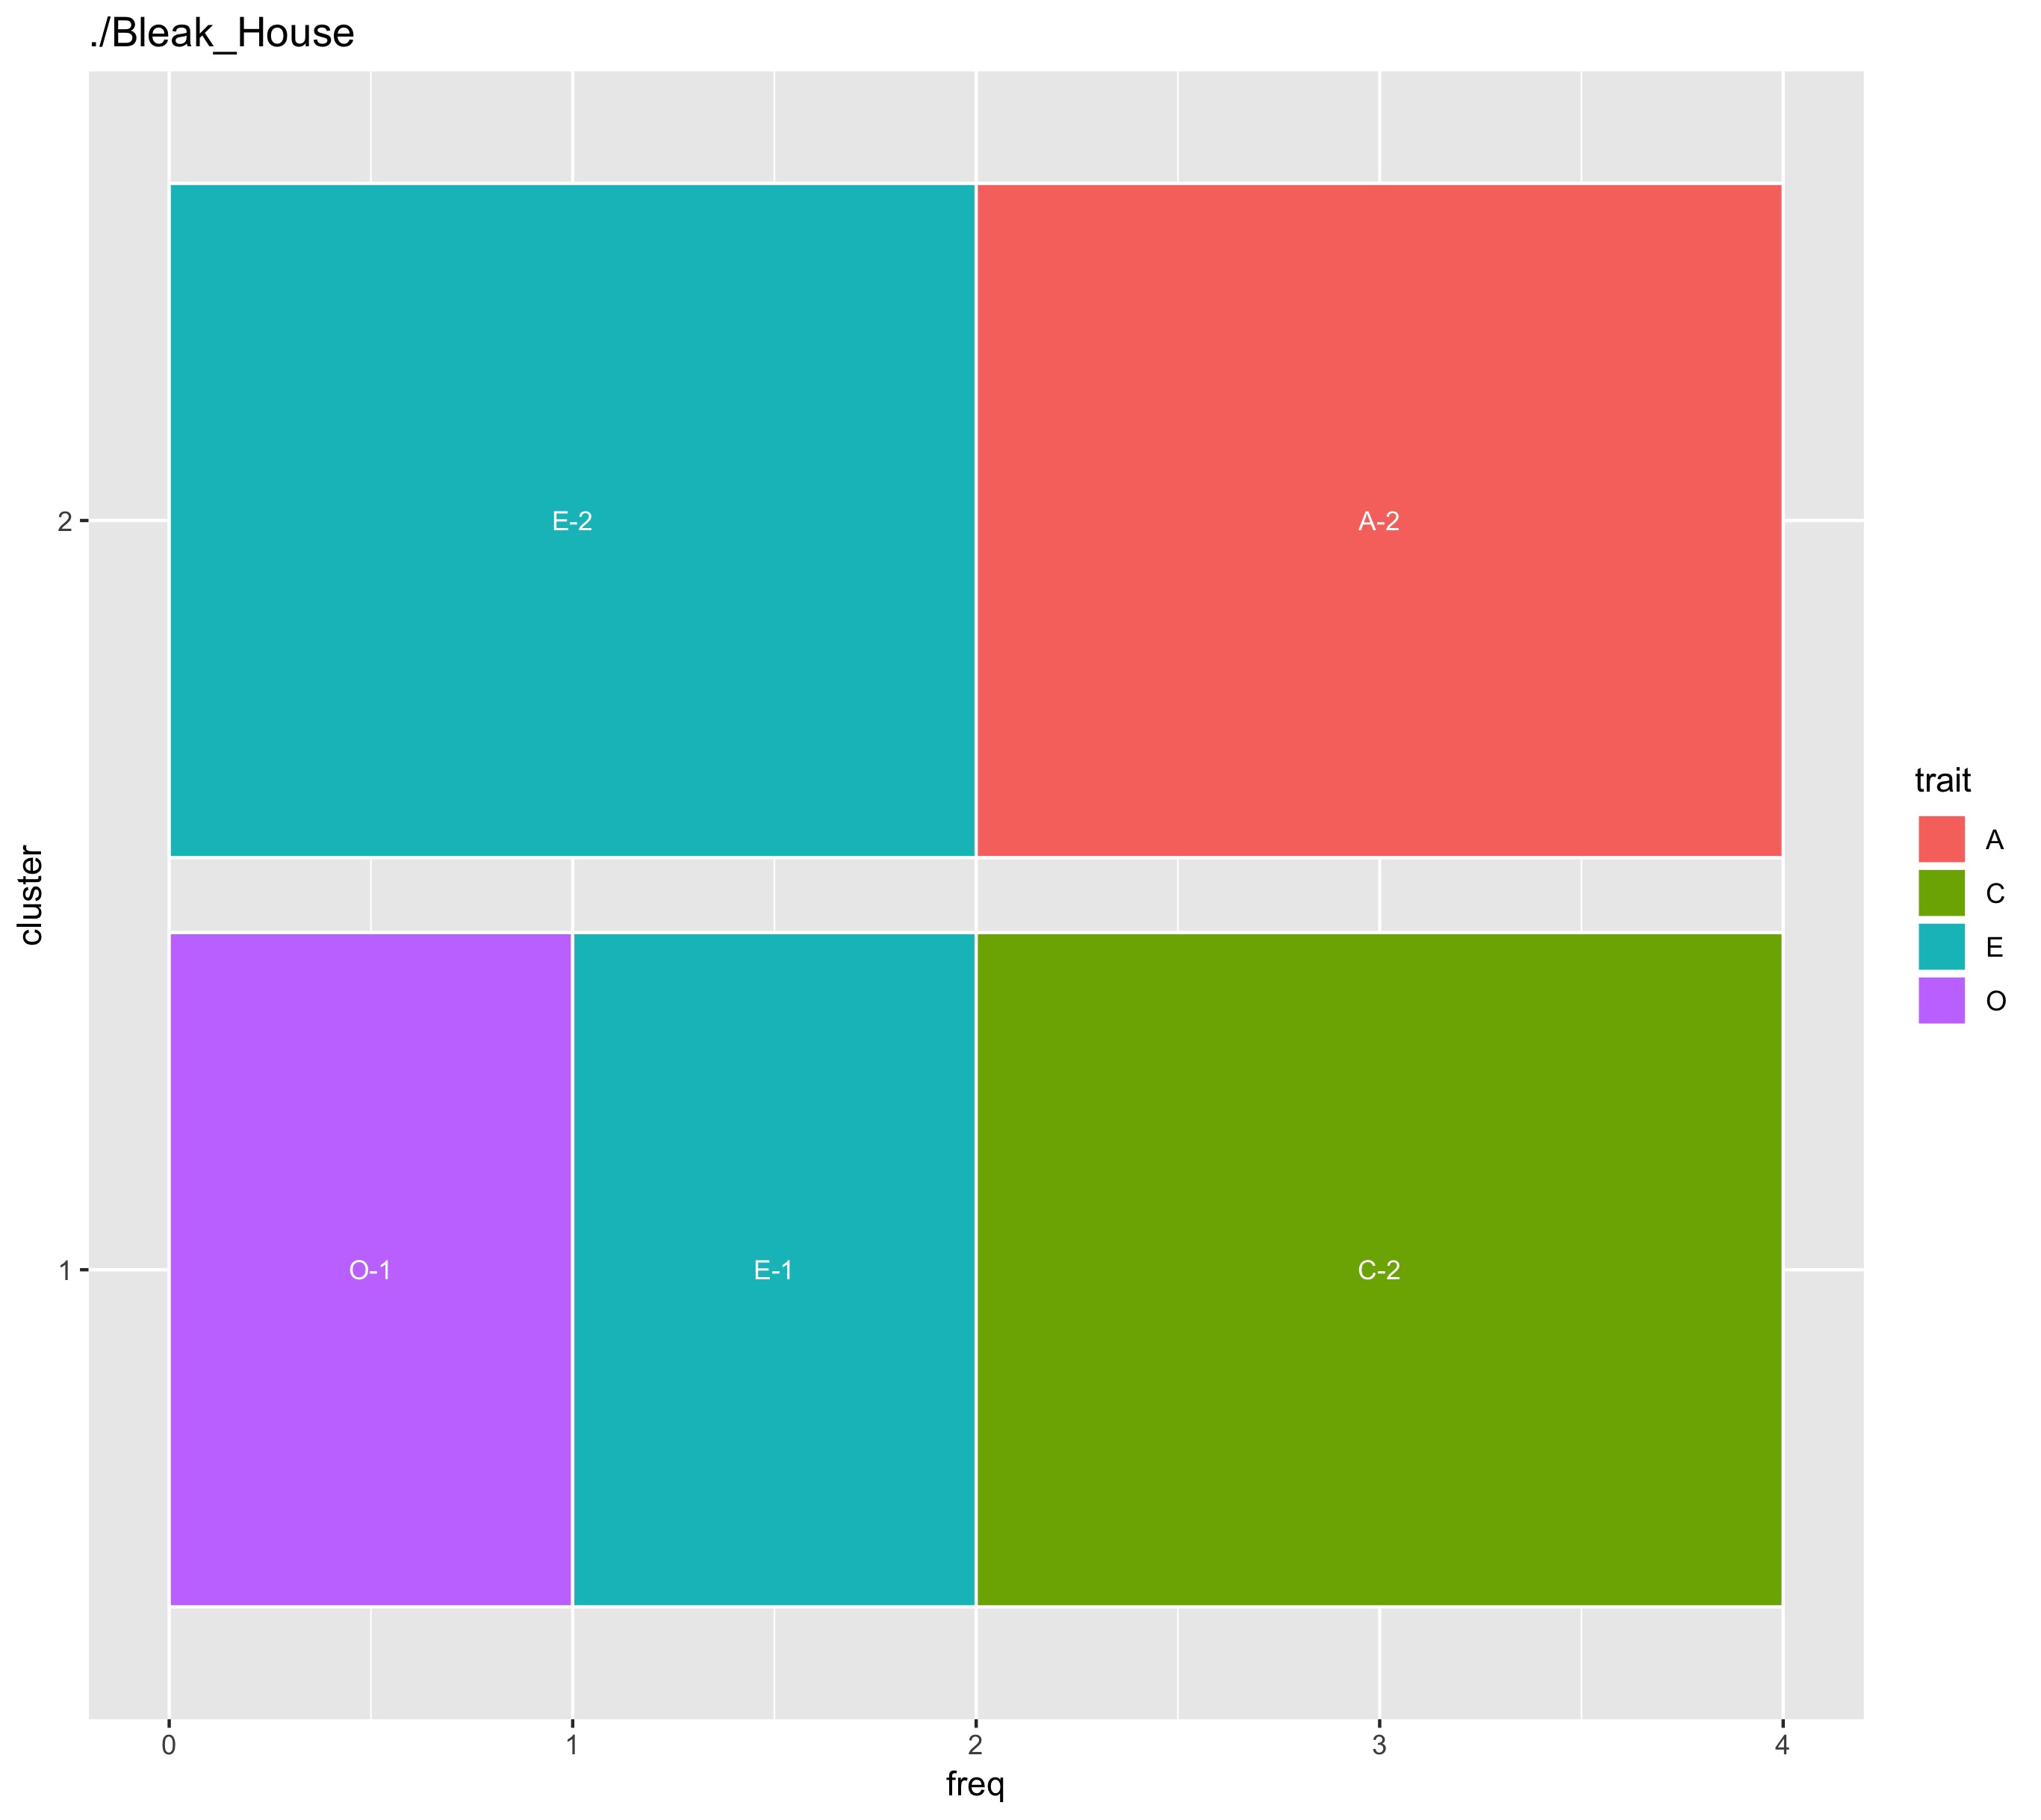 ./Bleak_House
cluster
2
E-2
A-2
1
O-1
E-1
C-2
0
1
2
3
4
freq
trait
A
C
E
O